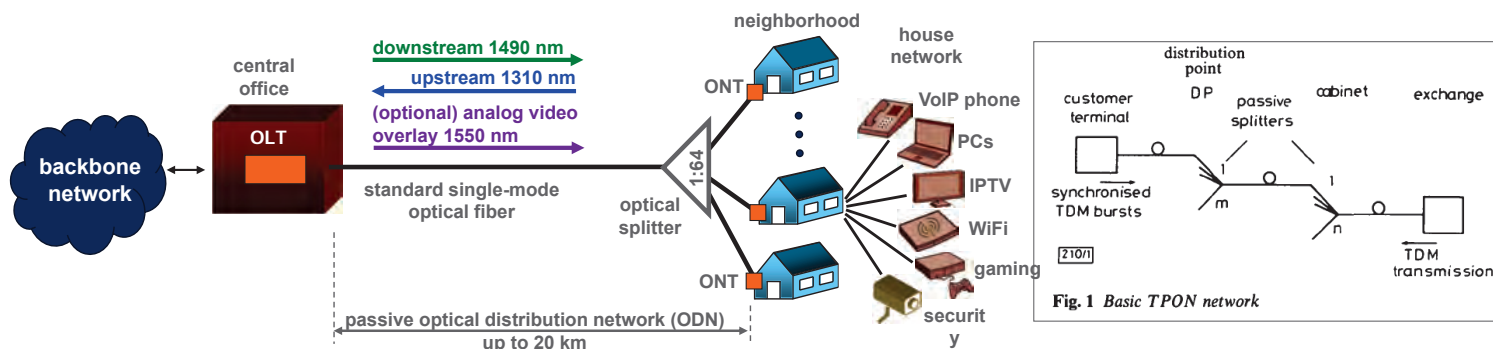 backbone
network
central
office
OLT
downstream 1490 nm
upstream 1310 nm
(optional) analog video
overlay 1550 nm
standard single-mode
optical fiber
1:64
optical
splitter
neighborhood
ONT
ONT
house
network
VoIP phone
PCs
IPTV
WiFi
gaming
securit
y
passive optical distribution network (ODN)
up to 20 km
distribution
point
DP
customer
terminal
passive
splitters
cabinet
exchange
1
m
1
n
synchronised
TDM bursts
TDM
transmission
210/1
Fig. 1 Basic TPON network